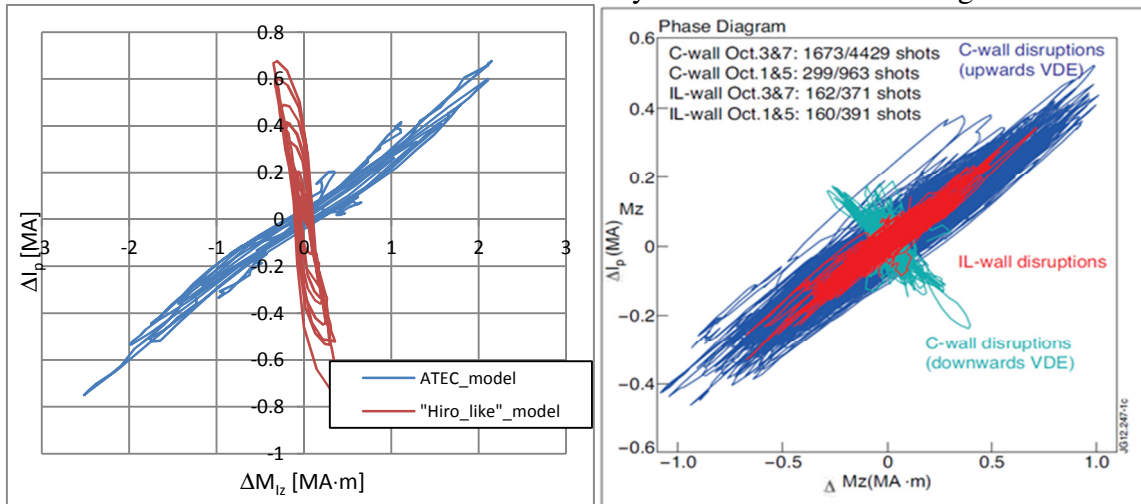 0.8
0.6
0.4
0.2
0
-0.2
-0.4
-0.6
-0.8
-1
-3
-2
-1
0
1
2
3
ΔIp [MA]
ΔMIz [MA·m]
ATEC_model
"Hiro_like"_model
Phase Diagram
C-wall Oct.3&7: 1673/4429 shots
C-wall Oct.1&5: 299/963 shots
IL-wall Oct.3&7: 162/371 shots
IL-wall Oct.1&5: 160/391 shots
C-wall disruptions
(upwards VDE)
IL-wall disruptions
C-wall disruptions
(downwards VDE)
0.6
0.4
0.2
Mz
0
-0.2
-0.4
-0.6
ΔIp (MA)
-1.0
-0.5
0
0.5
1.0
Δ Mz(MA ·m)
JG12.247-1c